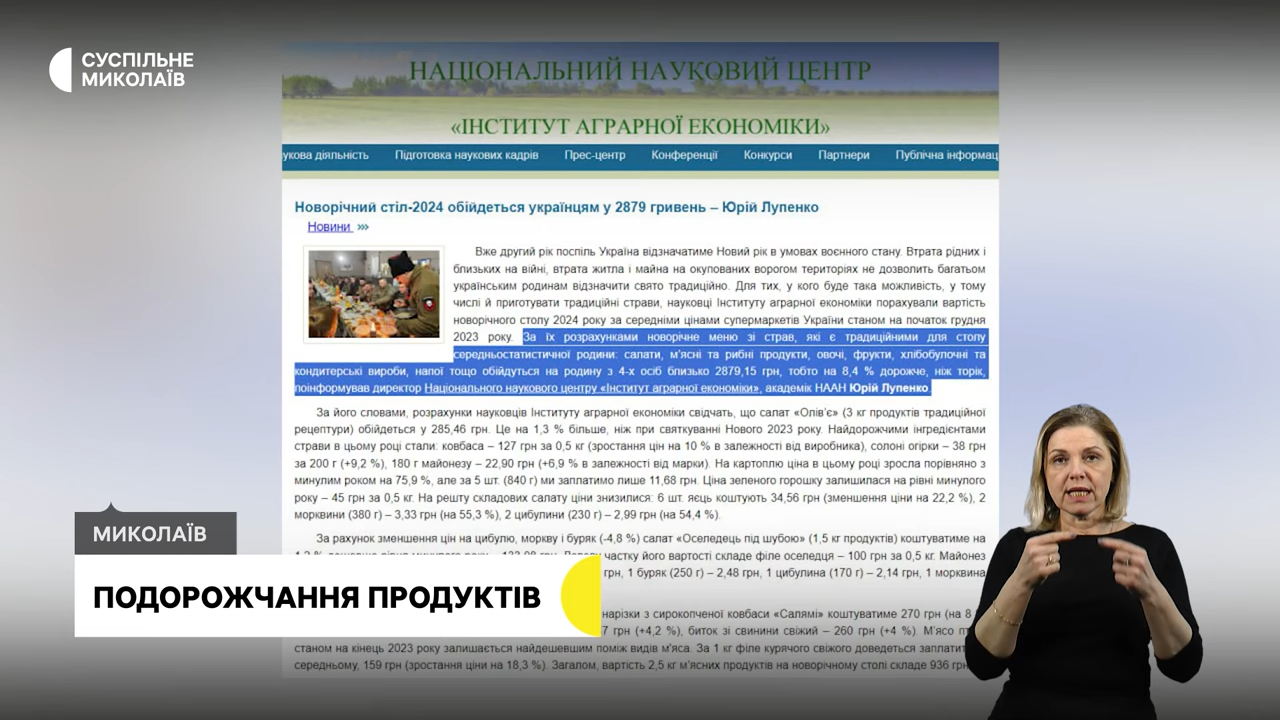 СУСПІЛЬНЕ
МИКОЛАЇВ
НАЦІОНАЛЬНИЙ НАУКОВИЙ ЦЕНТР
«ІНСТИТУТ АГРАРНОЇ ЕКОНОМІКИ»
укова діяльність Підготовка наукових кадрів Прес-центр Конференції Конкурси Партнери Публічна інформац
Новорічний стіл-2024 обійдеться українцям у 2879 гривень – Юрій Лупенко
Новини »»
Вже другий рік поспіль Україна відзначатиме Новий рік в умовах воєнного стану. Втрата рідних і
близьких на війні, втрата житла і майна на окупованих ворогом територіях не дозволить багатьом
українським родинам відзначити свято традиційно. Для тих, у кого буде така можливість, у тому
числі й приготувати традиційні страви, науковці Інституту аграрної економіки порахували вартість
новорічного столу 2024 року за середніми цінами супермаркетів України станом на початок грудня
2023 року. За їх розрахунками новорічне меню зі страв, які є традиційними для столу
середньостатистичної родини: салати, м'ясні та рибні продукти, овочі, фрукти, хлібобулочні та
кондитерські вироби, напої тощо обійдуться на родину з 4-х осіб близько 2879,15 грн, тобто на 8,4 % дорожче, ніж торік,
поінформував директор Національного наукового центру «Інститут аграрної економіки», академік НААН Юрій Лупенко.
За його словами, розрахунки науковців Інституту аграрної економіки свідчать, що салат «Олів'є» (3 кг продуктів традиційної
рецептури) обійдеться у 285,46 грн. Це на 1,3 % більше, ніж при святкуванні Нового 2023 року. Найдорожчими інгредієнтами
страви в цьому році стали: ковбаса – 127 грн за 0,5 кг (зростання цін на 10 % в залежності від виробника), солоні огірки – 38 грн
за 200 г (+9,2 %), 180 г майонезу – 22,90 грн (+6,9 % в залежності від марки). На картоплю ціна в цьому році зросла порівняно з
минулим роком на 75,9 %, але за 5 шт. (840 г) ми заплатимо лише 11,68 грн. Ціна зеленого горошку залишилася на рівні минулого
року – 45 грн за 0,5 кг. На решту складових салату ціни знизилися: 6 шт. яєць коштують 34,56 грн (зменшення ціни на 22,2 %), 2
морквини (380 г) – 3,33 грн (на 55,3 %), 2 цибулини (230 г) – 2,99 грн (на 54,4 %).
За рахунок зменшення цін на цибулю, моркву і буряк (-4,8 %) салат «Оселедець під шубою» (1,5 кг продуктів) коштуватиме на
частку його вартості складе філе оселедця – 100 грн за 0,5 кг. Майонез
грн, 1 буряк (250 г) – 2,48 грн, 1 цибулина (170 г) – 2,14 грн, 1 морквина
нарізки з сирокопченої ковбаси «Салямі» коштуватиме 270 грн (на 8
7 грн (+4,2 %), биток зі свинини свіжий – 260 грн (+4 %). М'ясо
станом на кінець 2023 року залишається найдешевшим поміж видів м'яса. За 1 кг філе курячого свіжого доведеться
середньому, 159 грн (зростання ціни на 18,3 %). Загалом, вартість 2,5 кг м'ясних продуктів на новорічному столі складе 936 грн
МИКОЛАЇВ
ПОДОРОЖЧАННЯ ПРОДУКТІВ